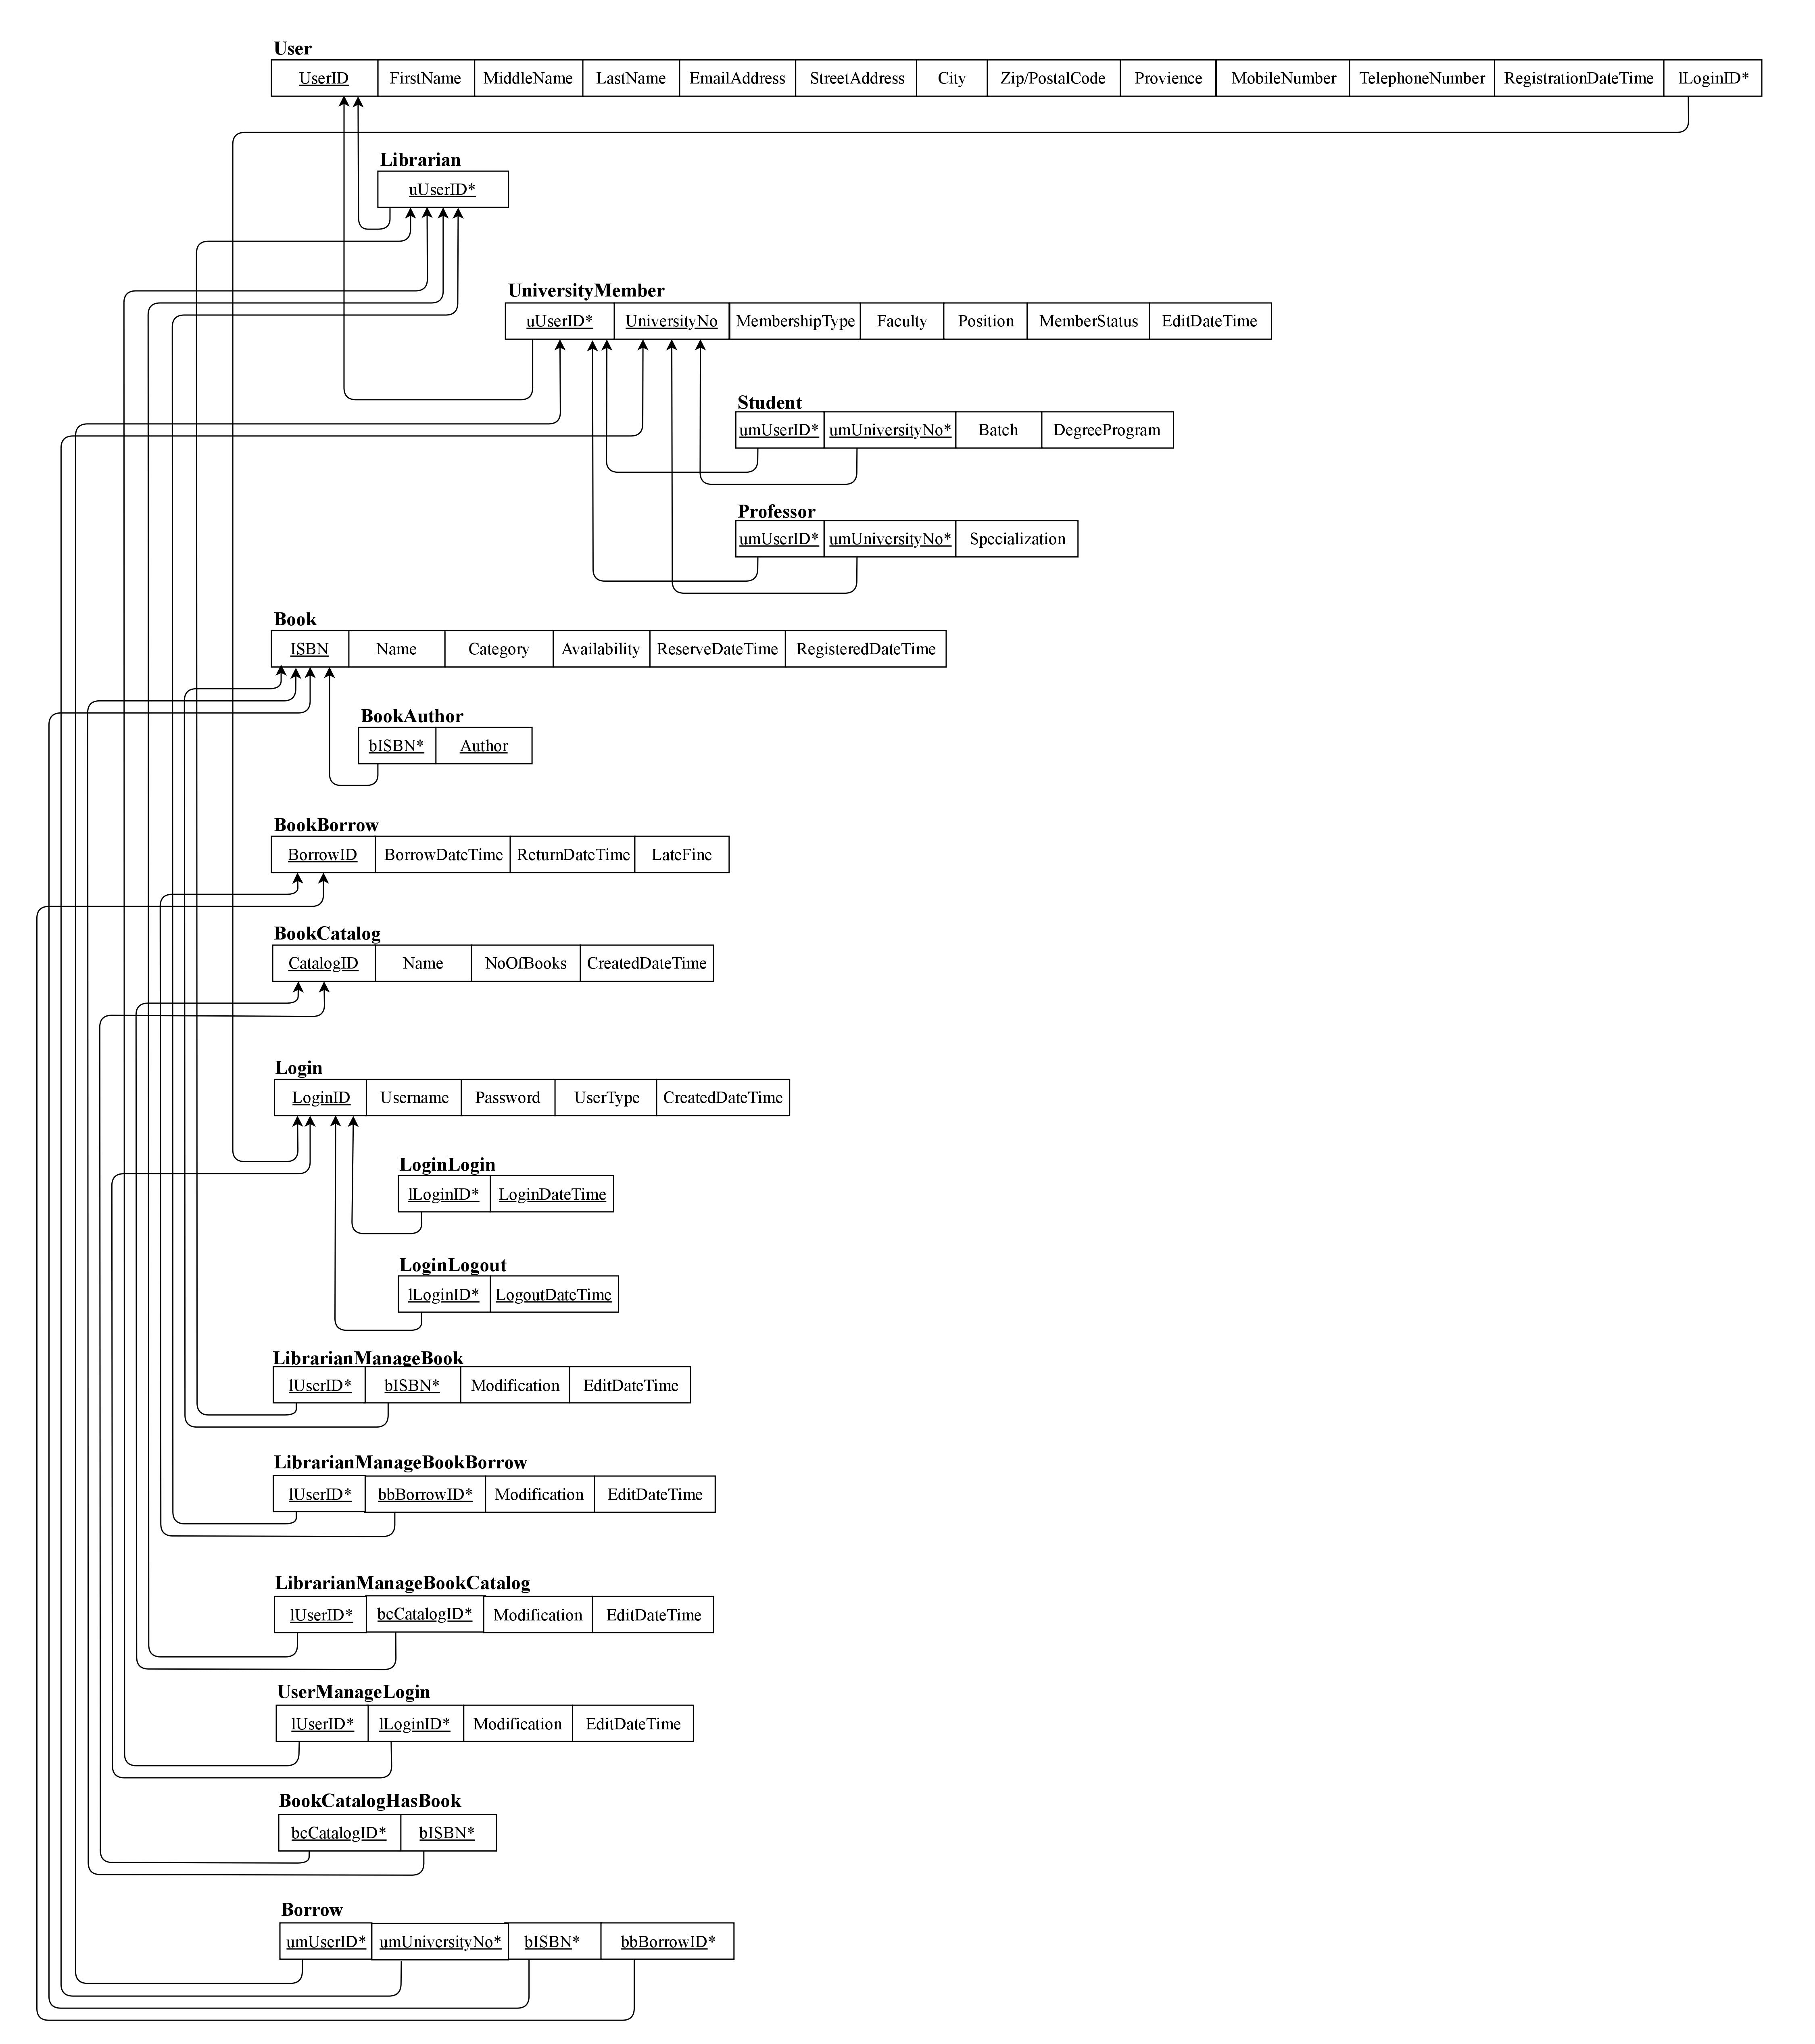 User
UserID FirstName MiddleName LastName EmailAddress StreetAddress City Zip/PostalCode Provience MobileNumber TelephoneNumber RegistrationDateTime lLoginID*
Librarian
uUserID*
UniversityMember
uUserID* UniversityNo MembershipType Faculty Position MemberStatus EditDateTime
Student
umUserID* umUniversityNo* Batch DegreeProgram
Professor
umUserID* umUniversityNo* Specialization
Book
ISBN Name Category Availability ReserveDateTime RegisteredDateTime
BookAuthor
bISBN* Author
BookBorrow
BorrowID BorrowDateTime ReturnDateTime LateFine
BookCatalog
CatalogID Name NoOfBooks CreatedDateTime
Login
LoginID Username Password UserType CreatedDateTime
LoginLogin
lLoginID* LoginDateTime
LoginLogout
lLoginID* LogoutDateTime
LibrarianManageBook
lUserID* bISBN* Modification EditDateTime
LibrarianManageBookBorrow
lUserID* bbBorrowID* Modification EditDateTime
LibrarianManageBookCatalog
lUserID* bcCatalogID* Modification EditDateTime
UserManageLogin
lUserID* lLoginID* Modification EditDateTime
BookCatalogHasBook
bcCatalogID* bISBN*
Borrow
umUserID* umUniversityNo* bISBN* bbBorrowID*